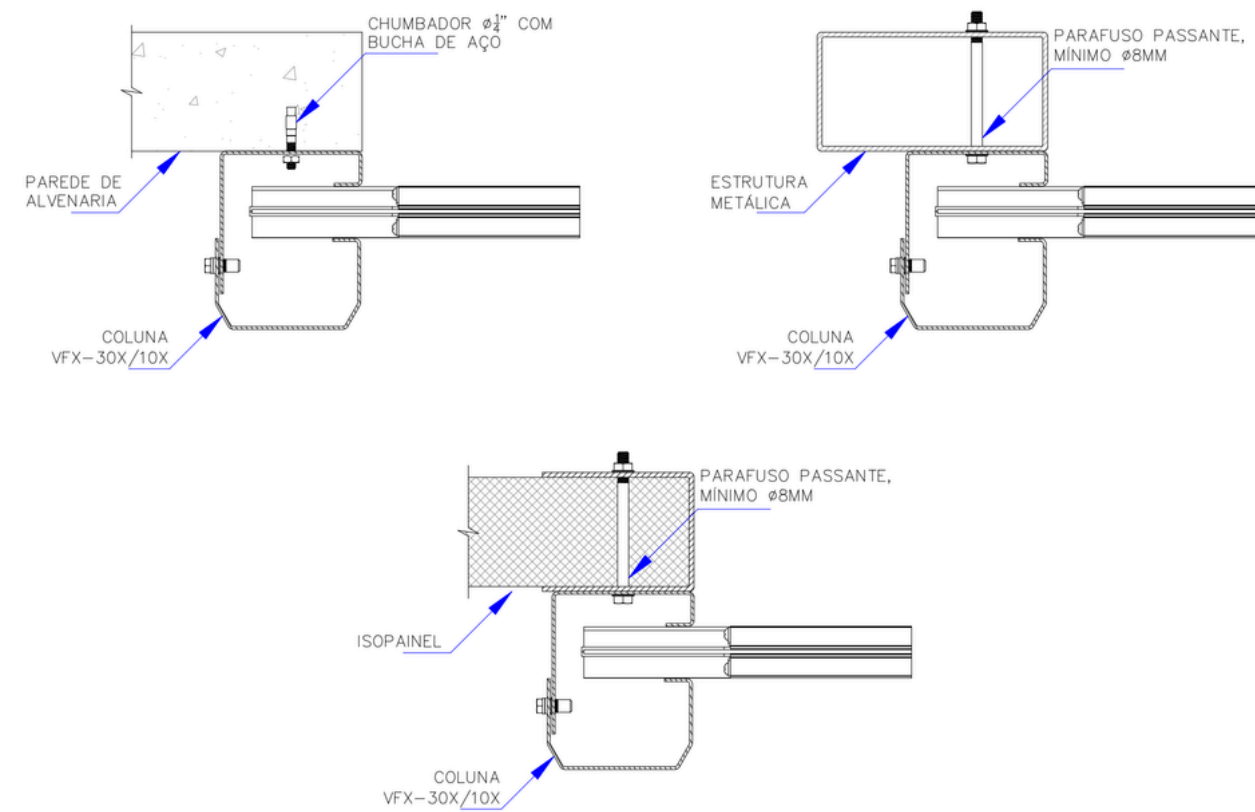 CHUMBADOR ø¼" COM
BUCHA DE AÇO
PAREDE DE
ALVENARIA
COLUNA
VFX-30X/10X
PARAFUSO PASSANTE,
MÍNIMO ø8MM
ESTRUTURA
METÁLICA
COLUNA
VFX-30X/10X
PARAFUSO PASSANTE,
MÍNIMO ø8MM
ISOPAINEL
COLUNA
VFX-30X/10X